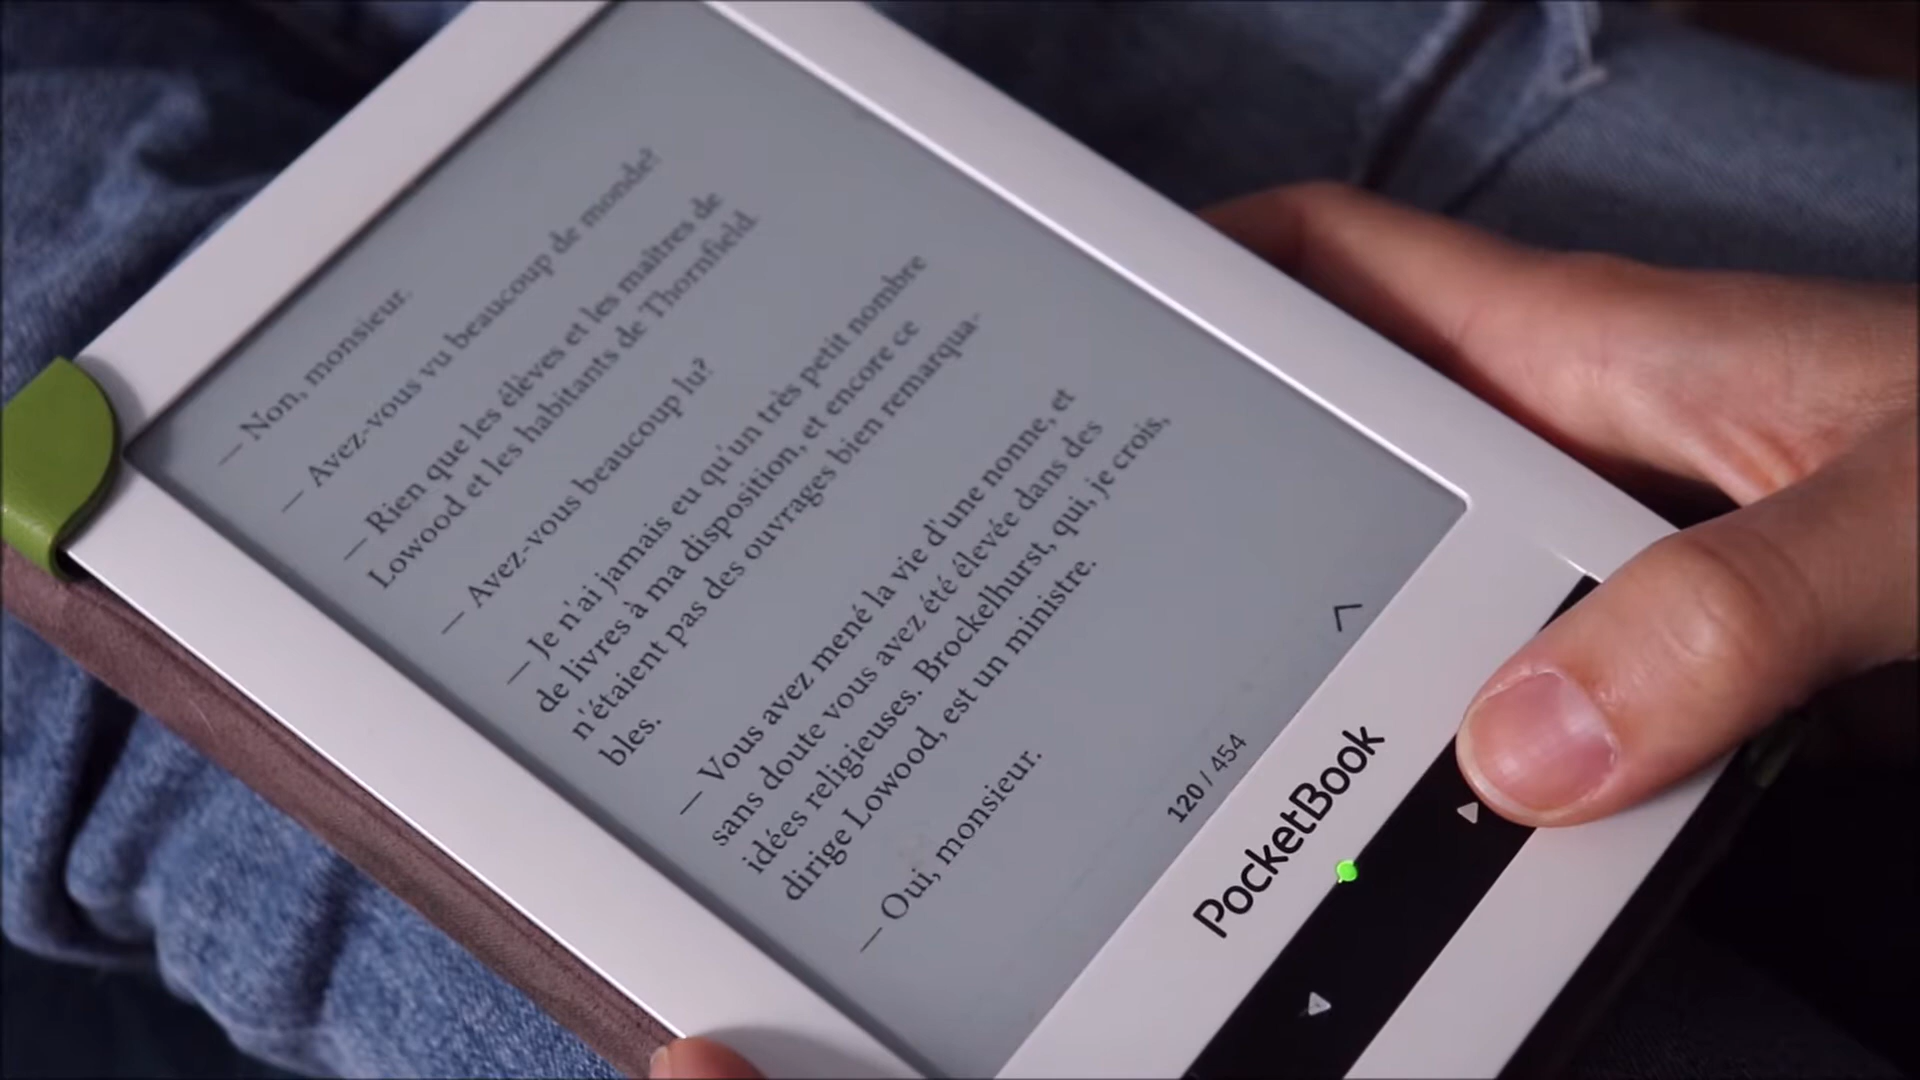 — Non, monsieur.
— Avez-vous vu beaucoup de monde?
— Rien que les élèves et les maîtres de
Lowood et les habitants de Thornfield.
— Avez-vous beaucoup lu?
— Je n'ai jamais eu qu'un très petit nombre
de livres à ma disposition, et encore ce
n'étaient pas des ouvrages bien remarqua-
bles.
— Vous avez mené la vie d'une nonne, et
sans doute vous avez été élevée dans des
idées religieuses. Brockelhurst, qui, je crois,
dirige Lowood, est un ministre.
— Oui, monsieur.
120 / 454
PocketBook